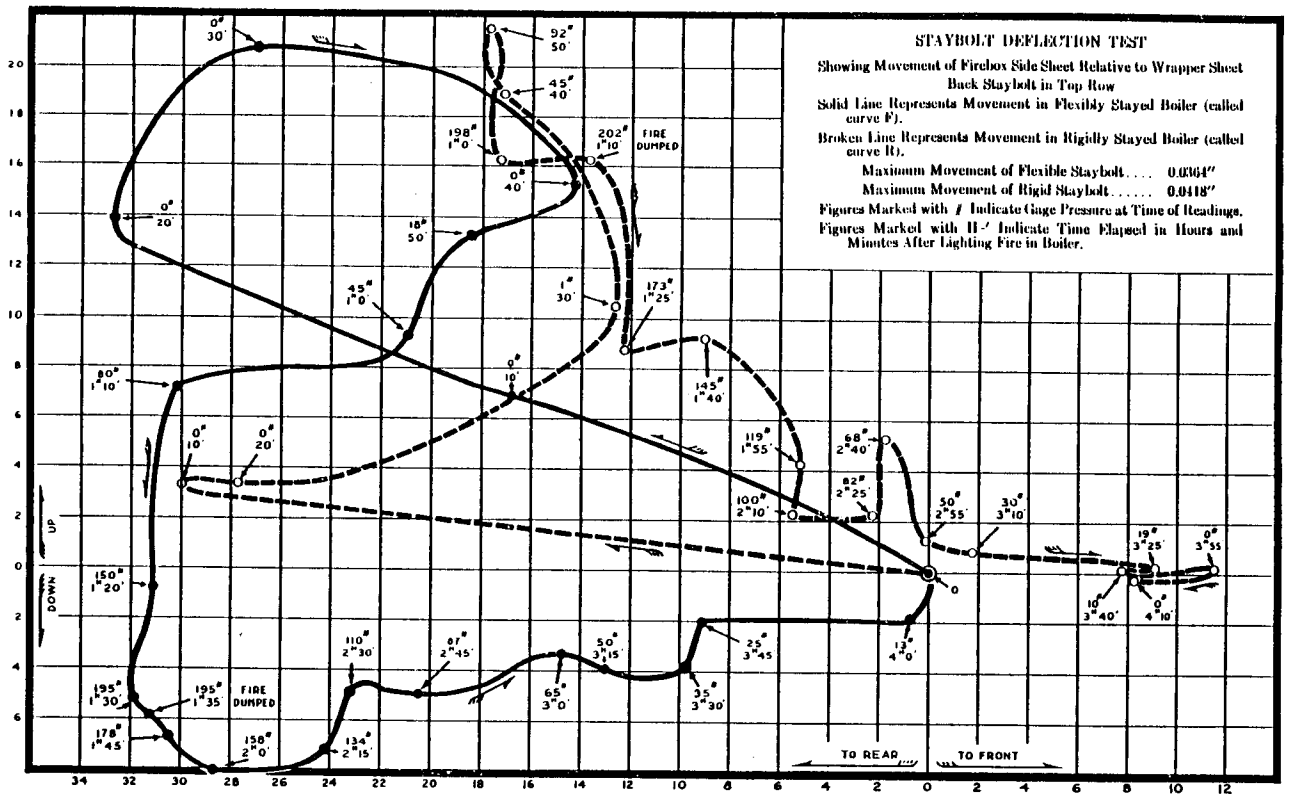 STAYBOLT DEFLECTION TEST
Showing Movement of Firebox Side Sheet Relative to Wrapper Sheet
Back Staybolt in Top Row
Solid Line Represents Movement in Flexibly Stayed Boiler (called
curve F).
Broken Line Represents Movement in Rigidly Stayed Boiler (called
curve R).
Maximum Movement of Flexible Staybolt.... 0.0364"
Maximum Movement of Rigid Staybolt...... 0.0418"
Figures Marked with # Indicate Gage Pressure at Time of Readings.
Figures Marked with H-' Indicate Time Elapsed in Hours and
Minutes After Lighting Fire in Boiler.
0#
30'
92#
50'
45#
40'
198#
1H0'
202#
1H10'
FIRE
DUMPED
0#
40'
0#
20'
18#
50'
45#
1H0'
1#
30'
173#
1H25'
80#
1H10'
0#
10'
145#
1H40'
0#
10'
0#
20'
119#
1H55'
68#
2H40'
100#
2H10'
82#
2H25'
50#
2H55'
30#
3H10'
19#
3H25'
0#
3H55'
10#
3H40'
0#
4H10'
0
150#
1H20'
13#
4H0'
110#
2H30'
87#
2H45'
50#
3H15'
25#
3H45'
65#
3H0'
35#
3H30'
195#
1H30'
195#
1H35'
FIRE
DUMPED
178#
1H45'
158#
2H0'
134#
2H15'
UP
DOWN
TO REAR
TO FRONT
20
18
16
14
12
10
8
6
4
2
0
2
4
6
34 32 30 28 26 24 22 20 18 16 14 12 10 8 6 4 2 0 2 4 6 8 10 12